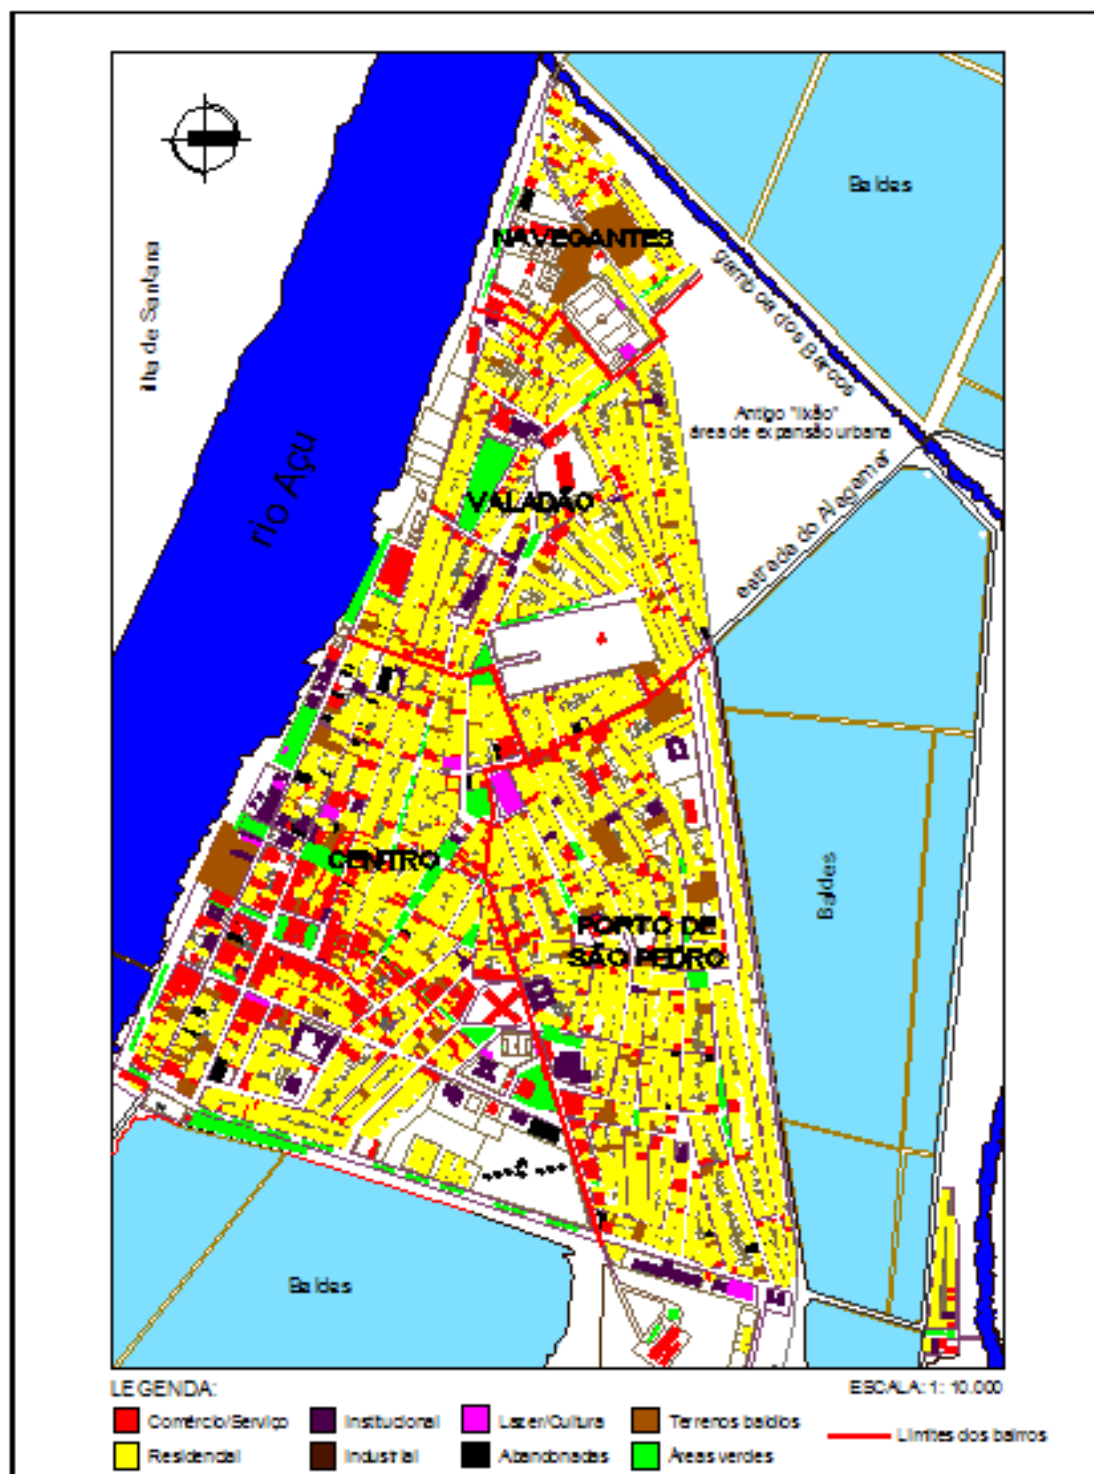 Baldes
NAVEGANTES
Ilha de Santana
gamboa dos Barcos
Antigo "lixão"
área de expansão urbana
rio Açu
VALADÃO
estrada do Alagamar
CENTRO
Baldes
PORTO DE
SÃO PEDRO
Baldes
LEGENDA:
ESCALA: 1: 10.000
Comércio/Serviço
Institucional
Lazer/Cultura
Terrenos baldios
Limites dos bairros
Residencial
Industrial
Abandonadas
Áreas verdes